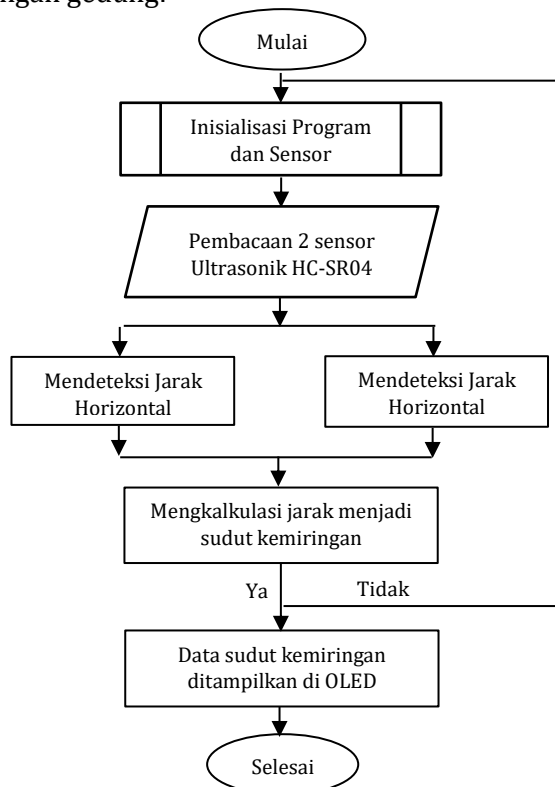 gedung.
Mulai
Inisialisasi Program
dan Sensor
Pembacaan 2 sensor
Ultrasonik HC-SR04
Mendeteksi Jarak
Horizontal
Mendeteksi Jarak
Horizontal
Mengkalkulasi jarak menjadi
sudut kemiringan
Ya
Tidak
Data sudut kemiringan
ditampilkan di OLED
Selesai